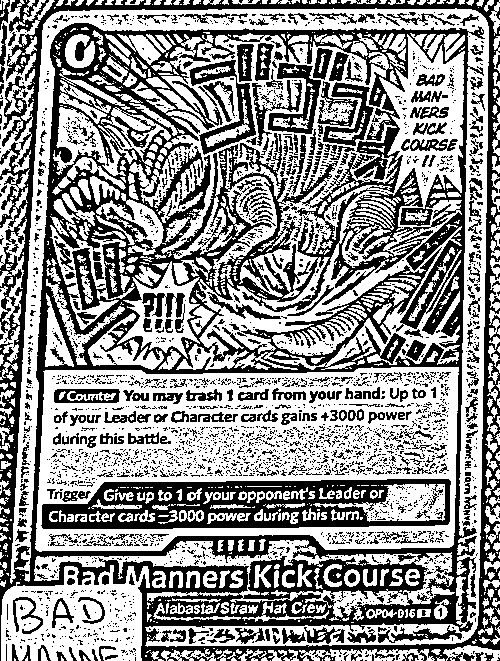 0
BAD
MAN-
NERS
KICK
COURSE
!!
?!!!
⚡Counter You may trash 1 card from your hand: Up to 1
of your Leader or Character cards gains +3000 power
during this battle.
Trigger Give up to 1 of your opponent's Leader or
Character cards −3000 power during this turn.
EVENT
Bad Manners Kick Course
Alabasta/Straw Hat Crew
OP04-016 1
BAD
MANNE